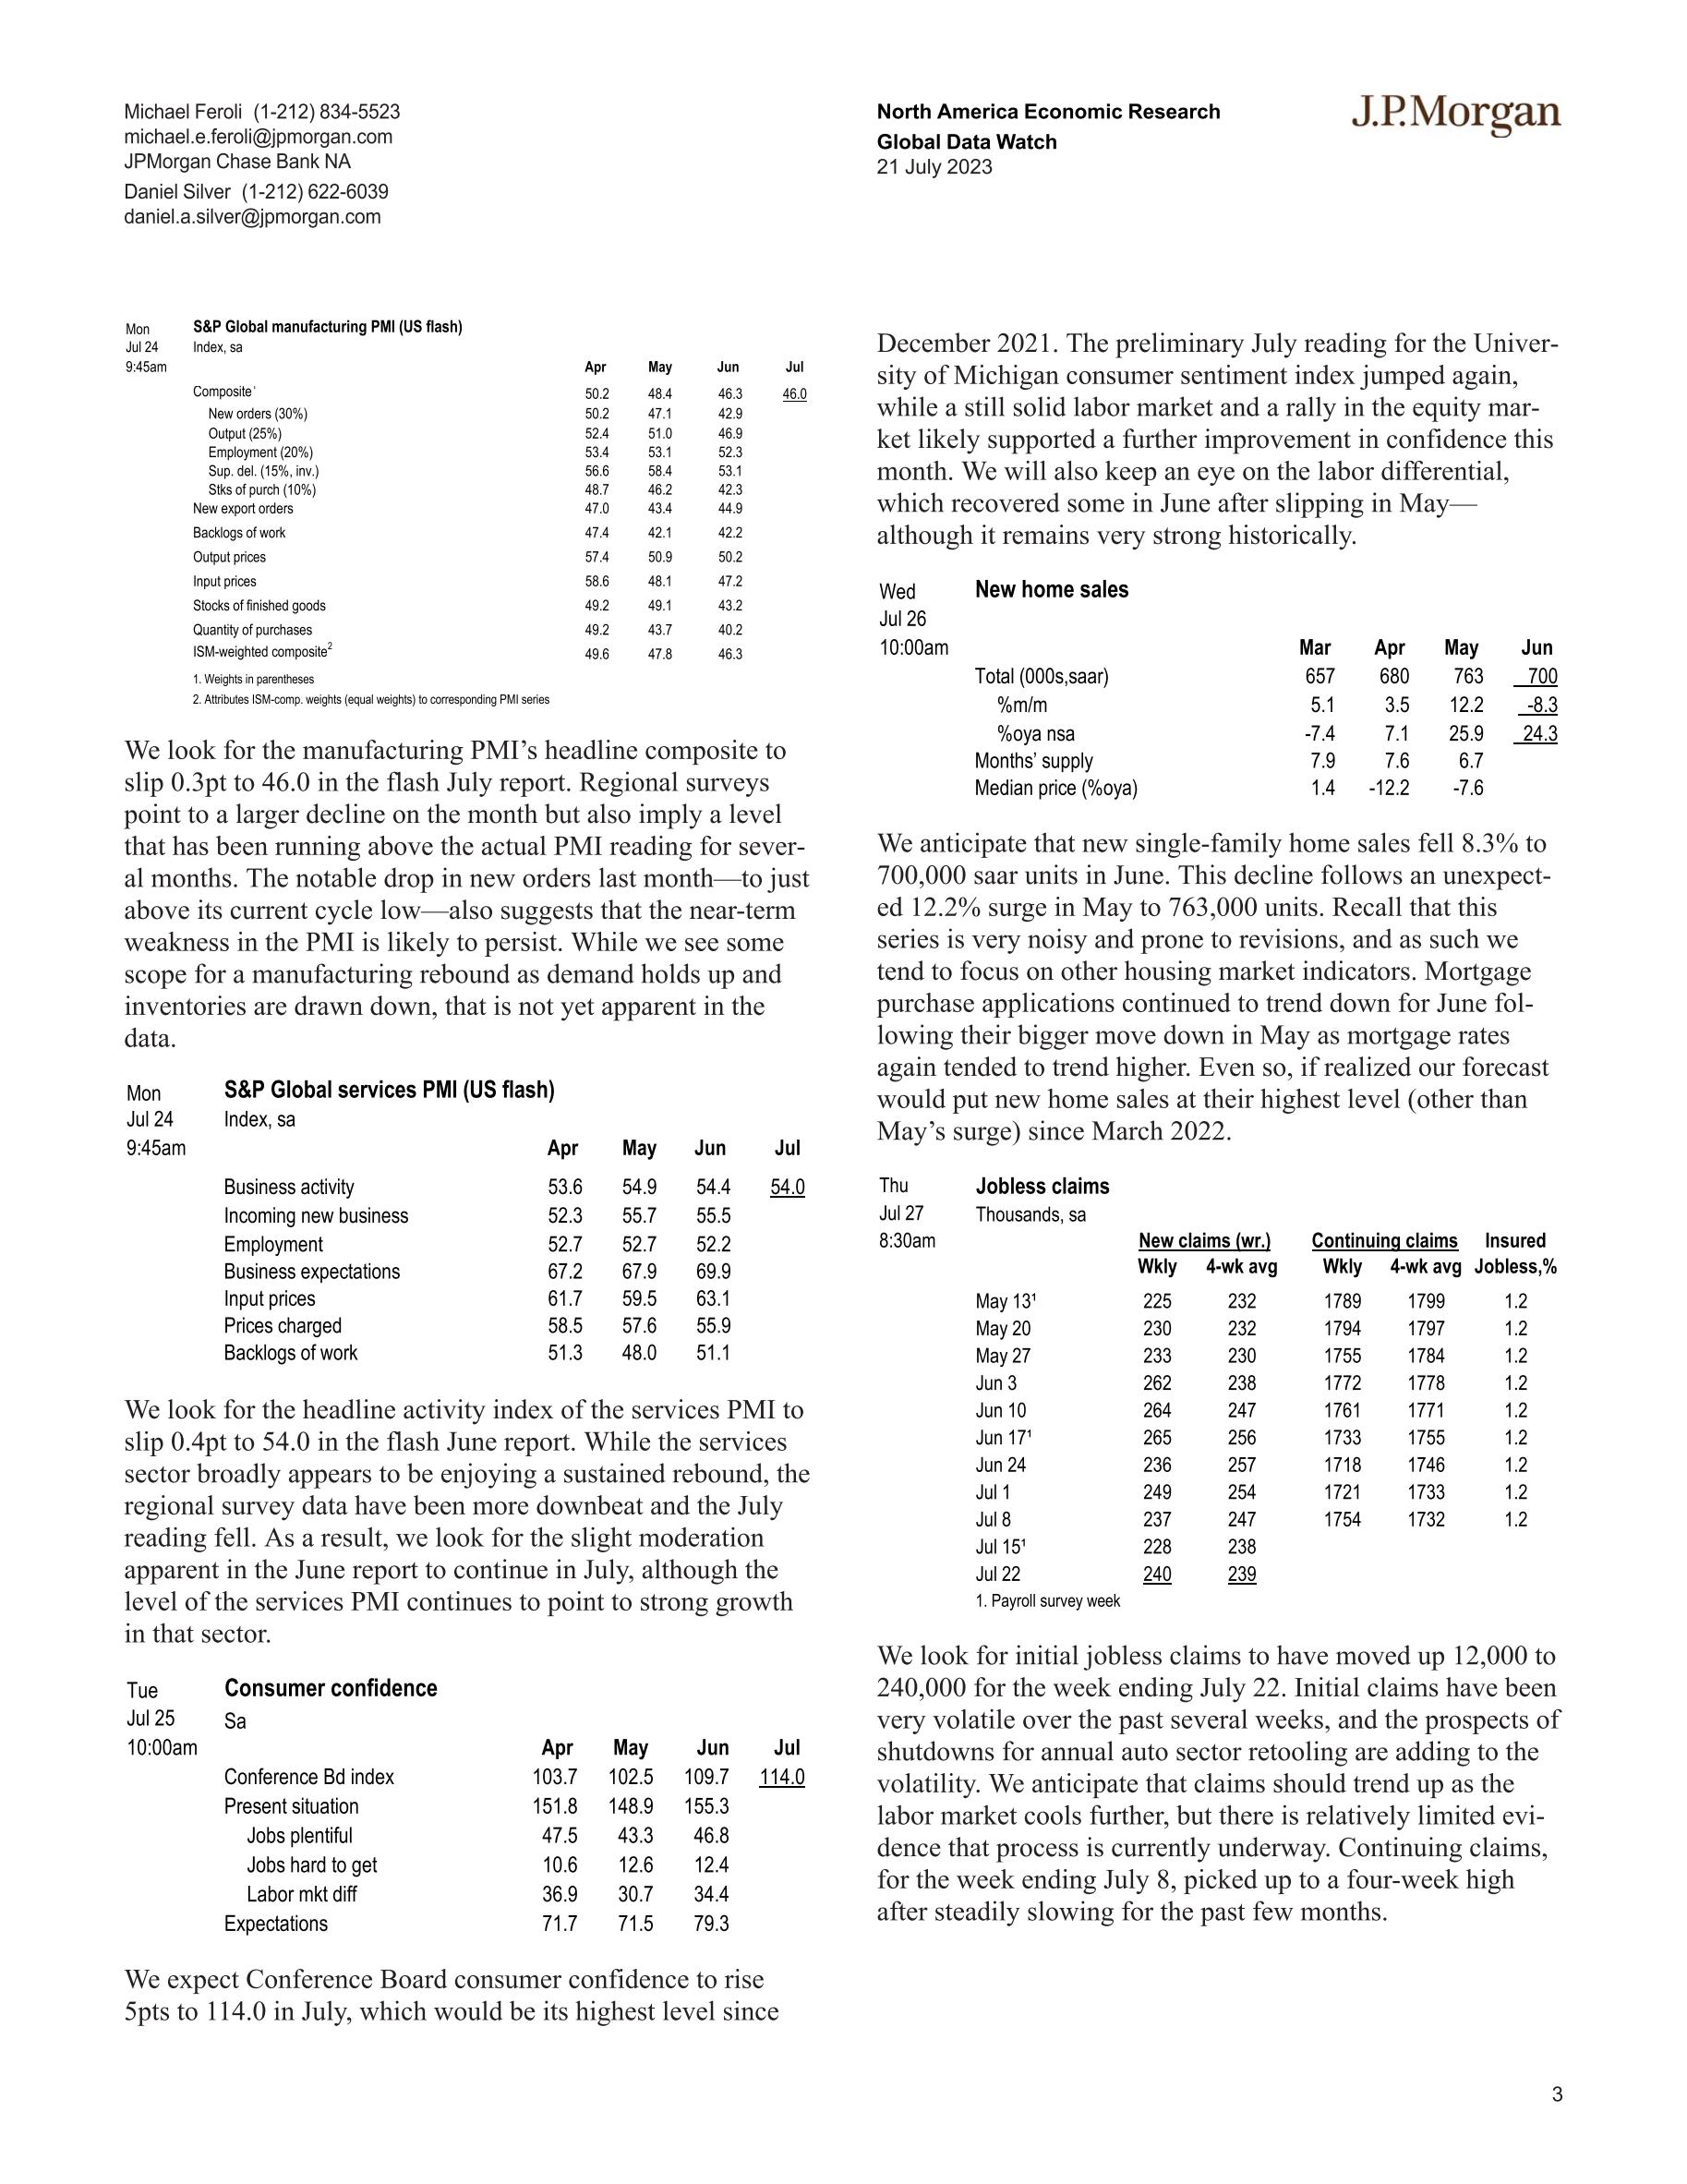 Michael Feroli (1-212) 834-5523
michael.e.feroli@jpmorgan.com
JPMorgan Chase Bank NA
Daniel Silver (1-212) 622-6039
daniel.a.silver@jpmorgan.com
North America Economic Research
Global Data Watch
21 July 2023
J.P.Morgan
Mon S&P Global manufacturing PMI (US flash)
Jul 24 Index, sa
9:45am Apr May Jun Jul
Composite¹ 50.2 48.4 46.3 46.0
New orders (30%) 50.2 47.1 42.9
Output (25%) 52.4 51.0 46.9
Employment (20%) 53.4 53.1 52.3
Sup. del. (15%, inv.) 56.6 58.4 53.1
Stks of purch (10%) 48.7 46.2 42.3
New export orders 47.0 43.4 44.9
Backlogs of work 47.4 42.1 42.2
Output prices 57.4 50.9 50.2
Input prices 58.6 48.1 47.2
Stocks of finished goods 49.2 49.1 43.2
Quantity of purchases 49.2 43.7 40.2
ISM-weighted composite² 49.6 47.8 46.3
1. Weights in parentheses
2. Attributes ISM-comp. weights (equal weights) to corresponding PMI series
We look for the manufacturing PMI’s headline composite to
slip 0.3pt to 46.0 in the flash July report. Regional surveys
point to a larger decline on the month but also imply a level
that has been running above the actual PMI reading for sever-
al months. The notable drop in new orders last month—to just
above its current cycle low—also suggests that the near-term
weakness in the PMI is likely to persist. While we see some
scope for a manufacturing rebound as demand holds up and
inventories are drawn down, that is not yet apparent in the
data.
Mon S&P Global services PMI (US flash)
Jul 24 Index, sa
9:45am Apr May Jun Jul
Business activity 53.6 54.9 54.4 54.0
Incoming new business 52.3 55.7 55.5
Employment 52.7 52.7 52.2
Business expectations 67.2 67.9 69.9
Input prices 61.7 59.5 63.1
Prices charged 58.5 57.6 55.9
Backlogs of work 51.3 48.0 51.1
We look for the headline activity index of the services PMI to
slip 0.4pt to 54.0 in the flash June report. While the services
sector broadly appears to be enjoying a sustained rebound, the
regional survey data have been more downbeat and the July
reading fell. As a result, we look for the slight moderation
apparent in the June report to continue in July, although the
level of the services PMI continues to point to strong growth
in that sector.
Tue Consumer confidence
Jul 25 Sa
10:00am Apr May Jun Jul
Conference Bd index 103.7 102.5 109.7 114.0
Present situation 151.8 148.9 155.3
Jobs plentiful 47.5 43.3 46.8
Jobs hard to get 10.6 12.6 12.4
Labor mkt diff 36.9 30.7 34.4
Expectations 71.7 71.5 79.3
We expect Conference Board consumer confidence to rise
5pts to 114.0 in July, which would be its highest level since
December 2021. The preliminary July reading for the Univer-
sity of Michigan consumer sentiment index jumped again,
while a still solid labor market and a rally in the equity mar-
ket likely supported a further improvement in confidence this
month. We will also keep an eye on the labor differential,
which recovered some in June after slipping in May—
although it remains very strong historically.
Wed New home sales
Jul 26
10:00am Mar Apr May Jun
Total (000s,saar) 657 680 763 700
%m/m 5.1 3.5 12.2 -8.3
%oya nsa -7.4 7.1 25.9 24.3
Months’ supply 7.9 7.6 6.7
Median price (%oya) 1.4 -12.2 -7.6
We anticipate that new single-family home sales fell 8.3% to
700,000 saar units in June. This decline follows an unexpect-
ed 12.2% surge in May to 763,000 units. Recall that this
series is very noisy and prone to revisions, and as such we
tend to focus on other housing market indicators. Mortgage
purchase applications continued to trend down for June fol-
lowing their bigger move down in May as mortgage rates
again tended to trend higher. Even so, if realized our forecast
would put new home sales at their highest level (other than
May’s surge) since March 2022.
Thu Jobless claims
Jul 27 Thousands, sa
8:30am New claims (wr.) Continuing claims Insured
Wkly 4-wk avg Wkly 4-wk avg Jobless,%
May 13¹ 225 232 1789 1799 1.2
May 20 230 232 1794 1797 1.2
May 27 233 230 1755 1784 1.2
Jun 3 262 238 1772 1778 1.2
Jun 10 264 247 1761 1771 1.2
Jun 17¹ 265 256 1733 1755 1.2
Jun 24 236 257 1718 1746 1.2
Jul 1 249 254 1721 1733 1.2
Jul 8 237 247 1754 1732 1.2
Jul 15¹ 228 238
Jul 22 240 239
1. Payroll survey week
We look for initial jobless claims to have moved up 12,000 to
240,000 for the week ending July 22. Initial claims have been
very volatile over the past several weeks, and the prospects of
shutdowns for annual auto sector retooling are adding to the
volatility. We anticipate that claims should trend up as the
labor market cools further, but there is relatively limited evi-
dence that process is currently underway. Continuing claims,
for the week ending July 8, picked up to a four-week high
after steadily slowing for the past few months.
3